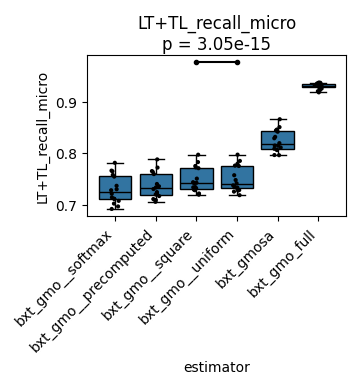 LT+TL_recall_micro
p = 3.05e-15
LT+TL_recall_micro
0.9
0.8
0.7
bxt_gmo__softmax
bxt_gmo__precomputed
bxt_gmo__square
bxt_gmo__uniform
bxt_gmosa
bxt_gmo_full
estimator